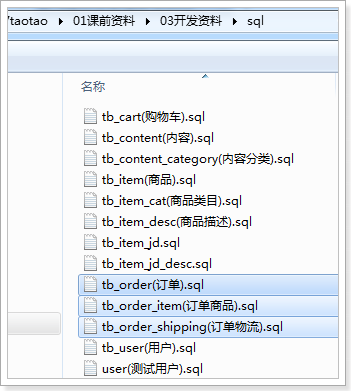 taotao ▸ 01课前资料 ▸ 03开发资料 ▸ sql
名称
tb_cart(购物车).sql
tb_content(内容).sql
tb_content_category(内容分类).sql
tb_item(商品).sql
tb_item_cat(商品类目).sql
tb_item_desc(商品描述).sql
tb_item_jd.sql
tb_item_jd_desc.sql
tb_order(订单).sql
tb_order_item(订单商品).sql
tb_order_shipping(订单物流).sql
tb_user(用户).sql
user(测试用户).sql